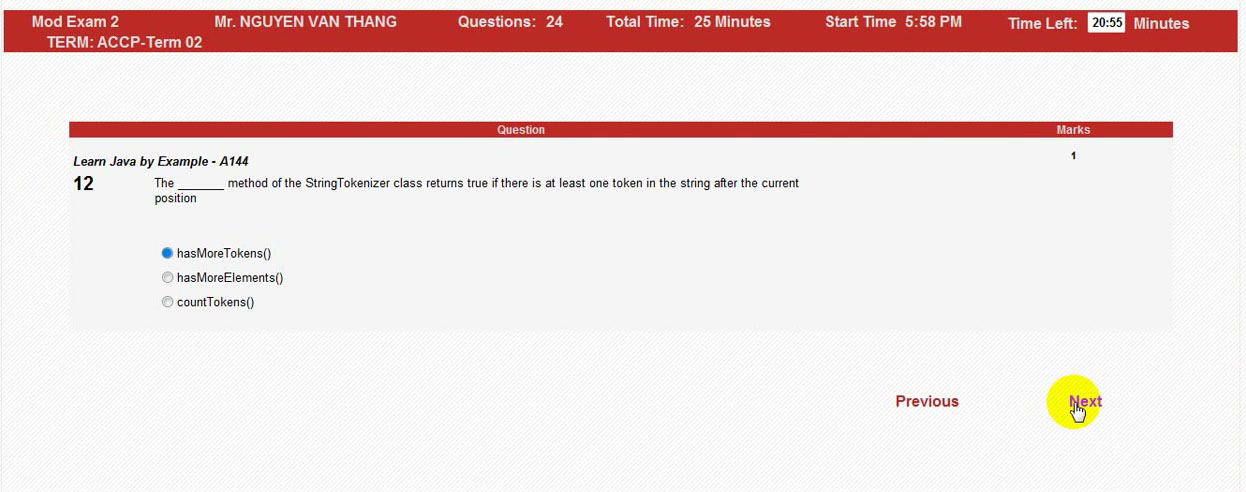 Mod Exam 2 Mr. NGUYEN VAN THANG Questions: 24 Total Time: 25 Minutes Start Time 5:58 PM Time Left: 20:55 Minutes
TERM: ACCP-Term 02
Question Marks
Learn Java by Example - A144 1
12 The _______ method of the StringTokenizer class returns true if there is at least one token in the string after the current
position
hasMoreTokens()
hasMoreElements()
countTokens()
Previous Next